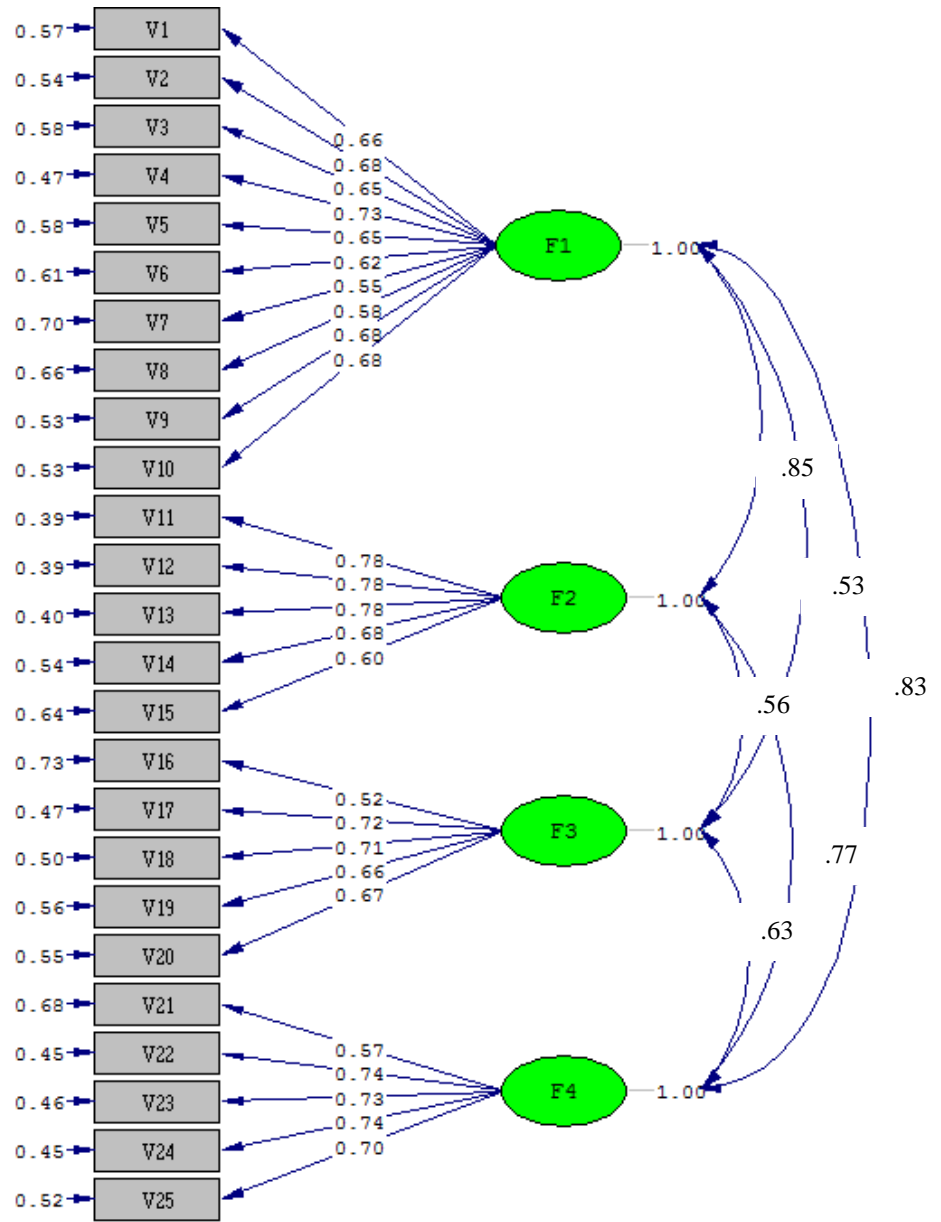 0.57 V1
0.54 V2
0.58 V3
0.66
0.68
0.47 V4
0.65
0.73
0.58 V5
0.65
F1 1.00
0.61 V6
0.62
0.55
0.70 V7
0.58
0.68
0.66 V8
0.68
0.53 V9
0.53 V10
.85
0.39 V11
0.39 V12
0.78
0.78
.53
0.40 V13
0.78
F2 1.00
0.68
0.54 V14
0.60
.83
0.64 V15
.56
0.73 V16
0.52
0.47 V17
0.72
0.71
F3 1.00
0.50 V18
.77
0.66
0.67
0.56 V19
.63
0.55 V20
0.68 V21
0.45 V22
0.57
0.74
0.46 V23
0.73
F4 1.00
0.74
0.45 V24
0.70
0.52 V25